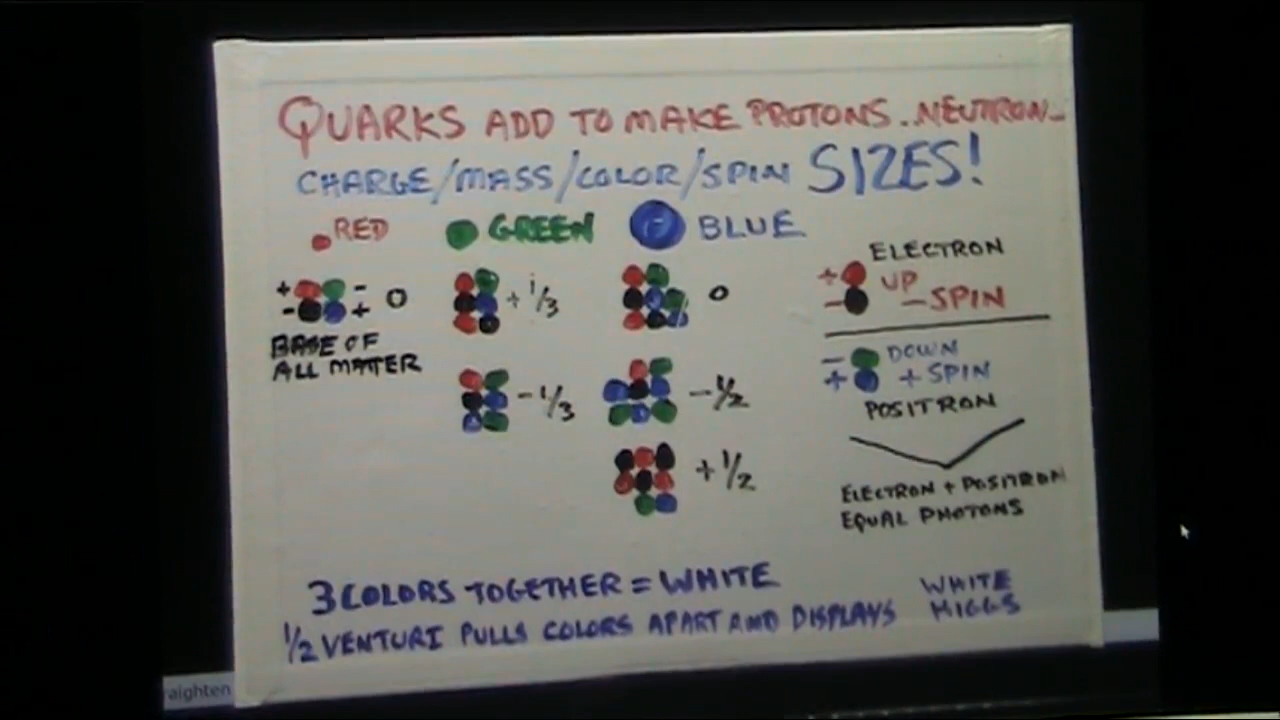 QUARKS ADD TO MAKE PROTONS. NEUTRON
CHARGE/MASS/COLOR/SPIN SIZES!
RED GREEN BLUE
+ - 0
- +
BASE OF
ALL MATTER
+ 1/3
- 1/3
0
- 1/2
+ 1/2
ELECTRON
+ UP
- - SPIN
- DOWN
+ + SPIN
POSITRON
ELECTRON + POSITRON
EQUAL PHOTONS
3 COLORS TOGETHER = WHITE
1/2 VENTURI PULLS COLORS APART AND DISPLAYS
WHITE
HIGGS
raighten